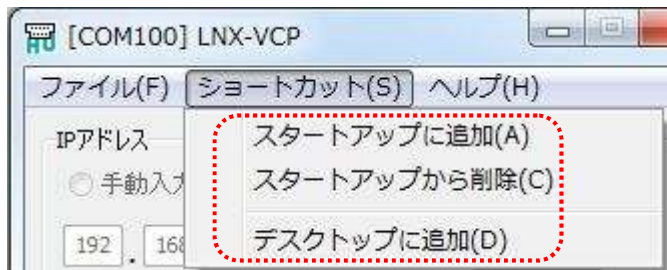 [COM100] LNX-VCP
ファイル(F) ショートカット(S) ヘルプ(H)
IPアドレス
スタートアップに追加(A)
手動入力
スタートアップから削除(C)
192 . 168
デスクトップに追加(D)